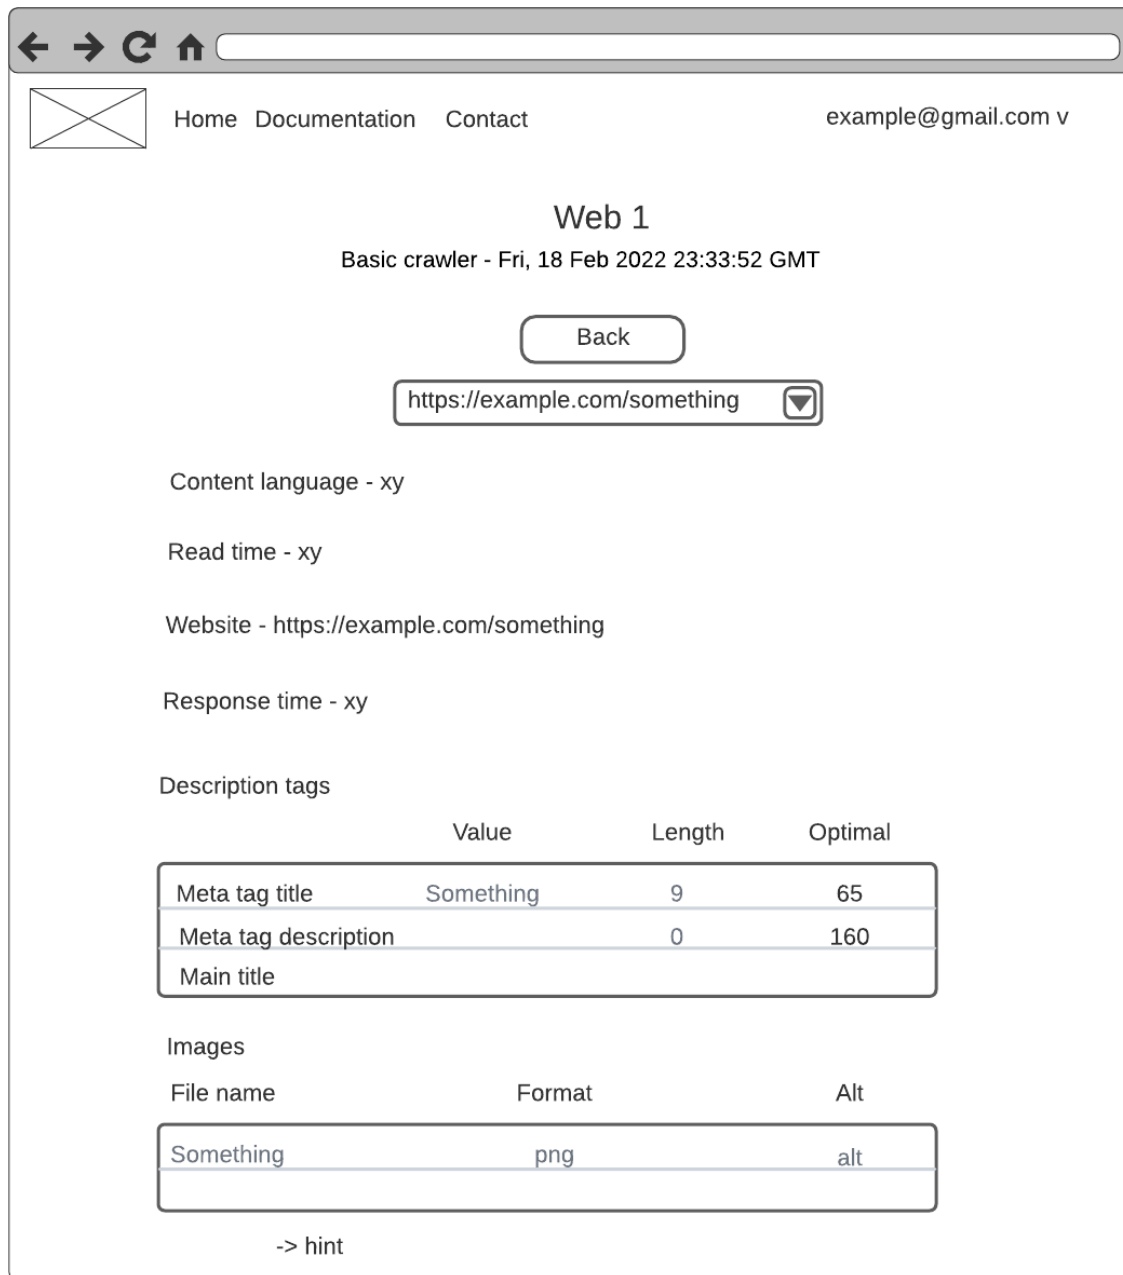 Home Documentation Contact example@gmail.com v
Web 1
Basic crawler - Fri, 18 Feb 2022 23:33:52 GMT
Back
https://example.com/something
Content language - xy
Read time - xy
Website - https://example.com/something
Response time - xy
Description tags
Value Length Optimal
Meta tag title Something 9 65
Meta tag description 0 160
Main title
Images
File name Format Alt
Something png alt
-> hint